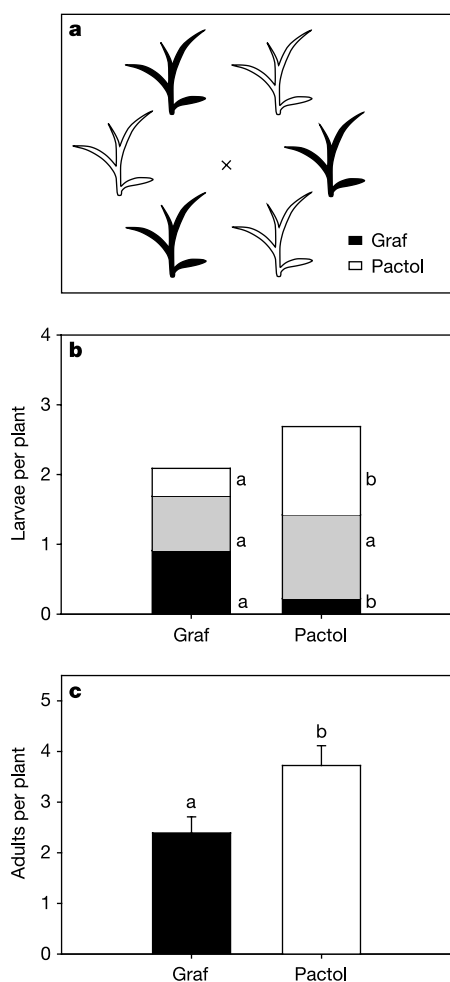 a
×
Graf
Pactol
b
Larvae per plant
4
3
2
1
0
a
a
a
b
a
b
Graf
Pactol
c
Adults per plant
5
4
3
2
1
0
a
b
Graf
Pactol